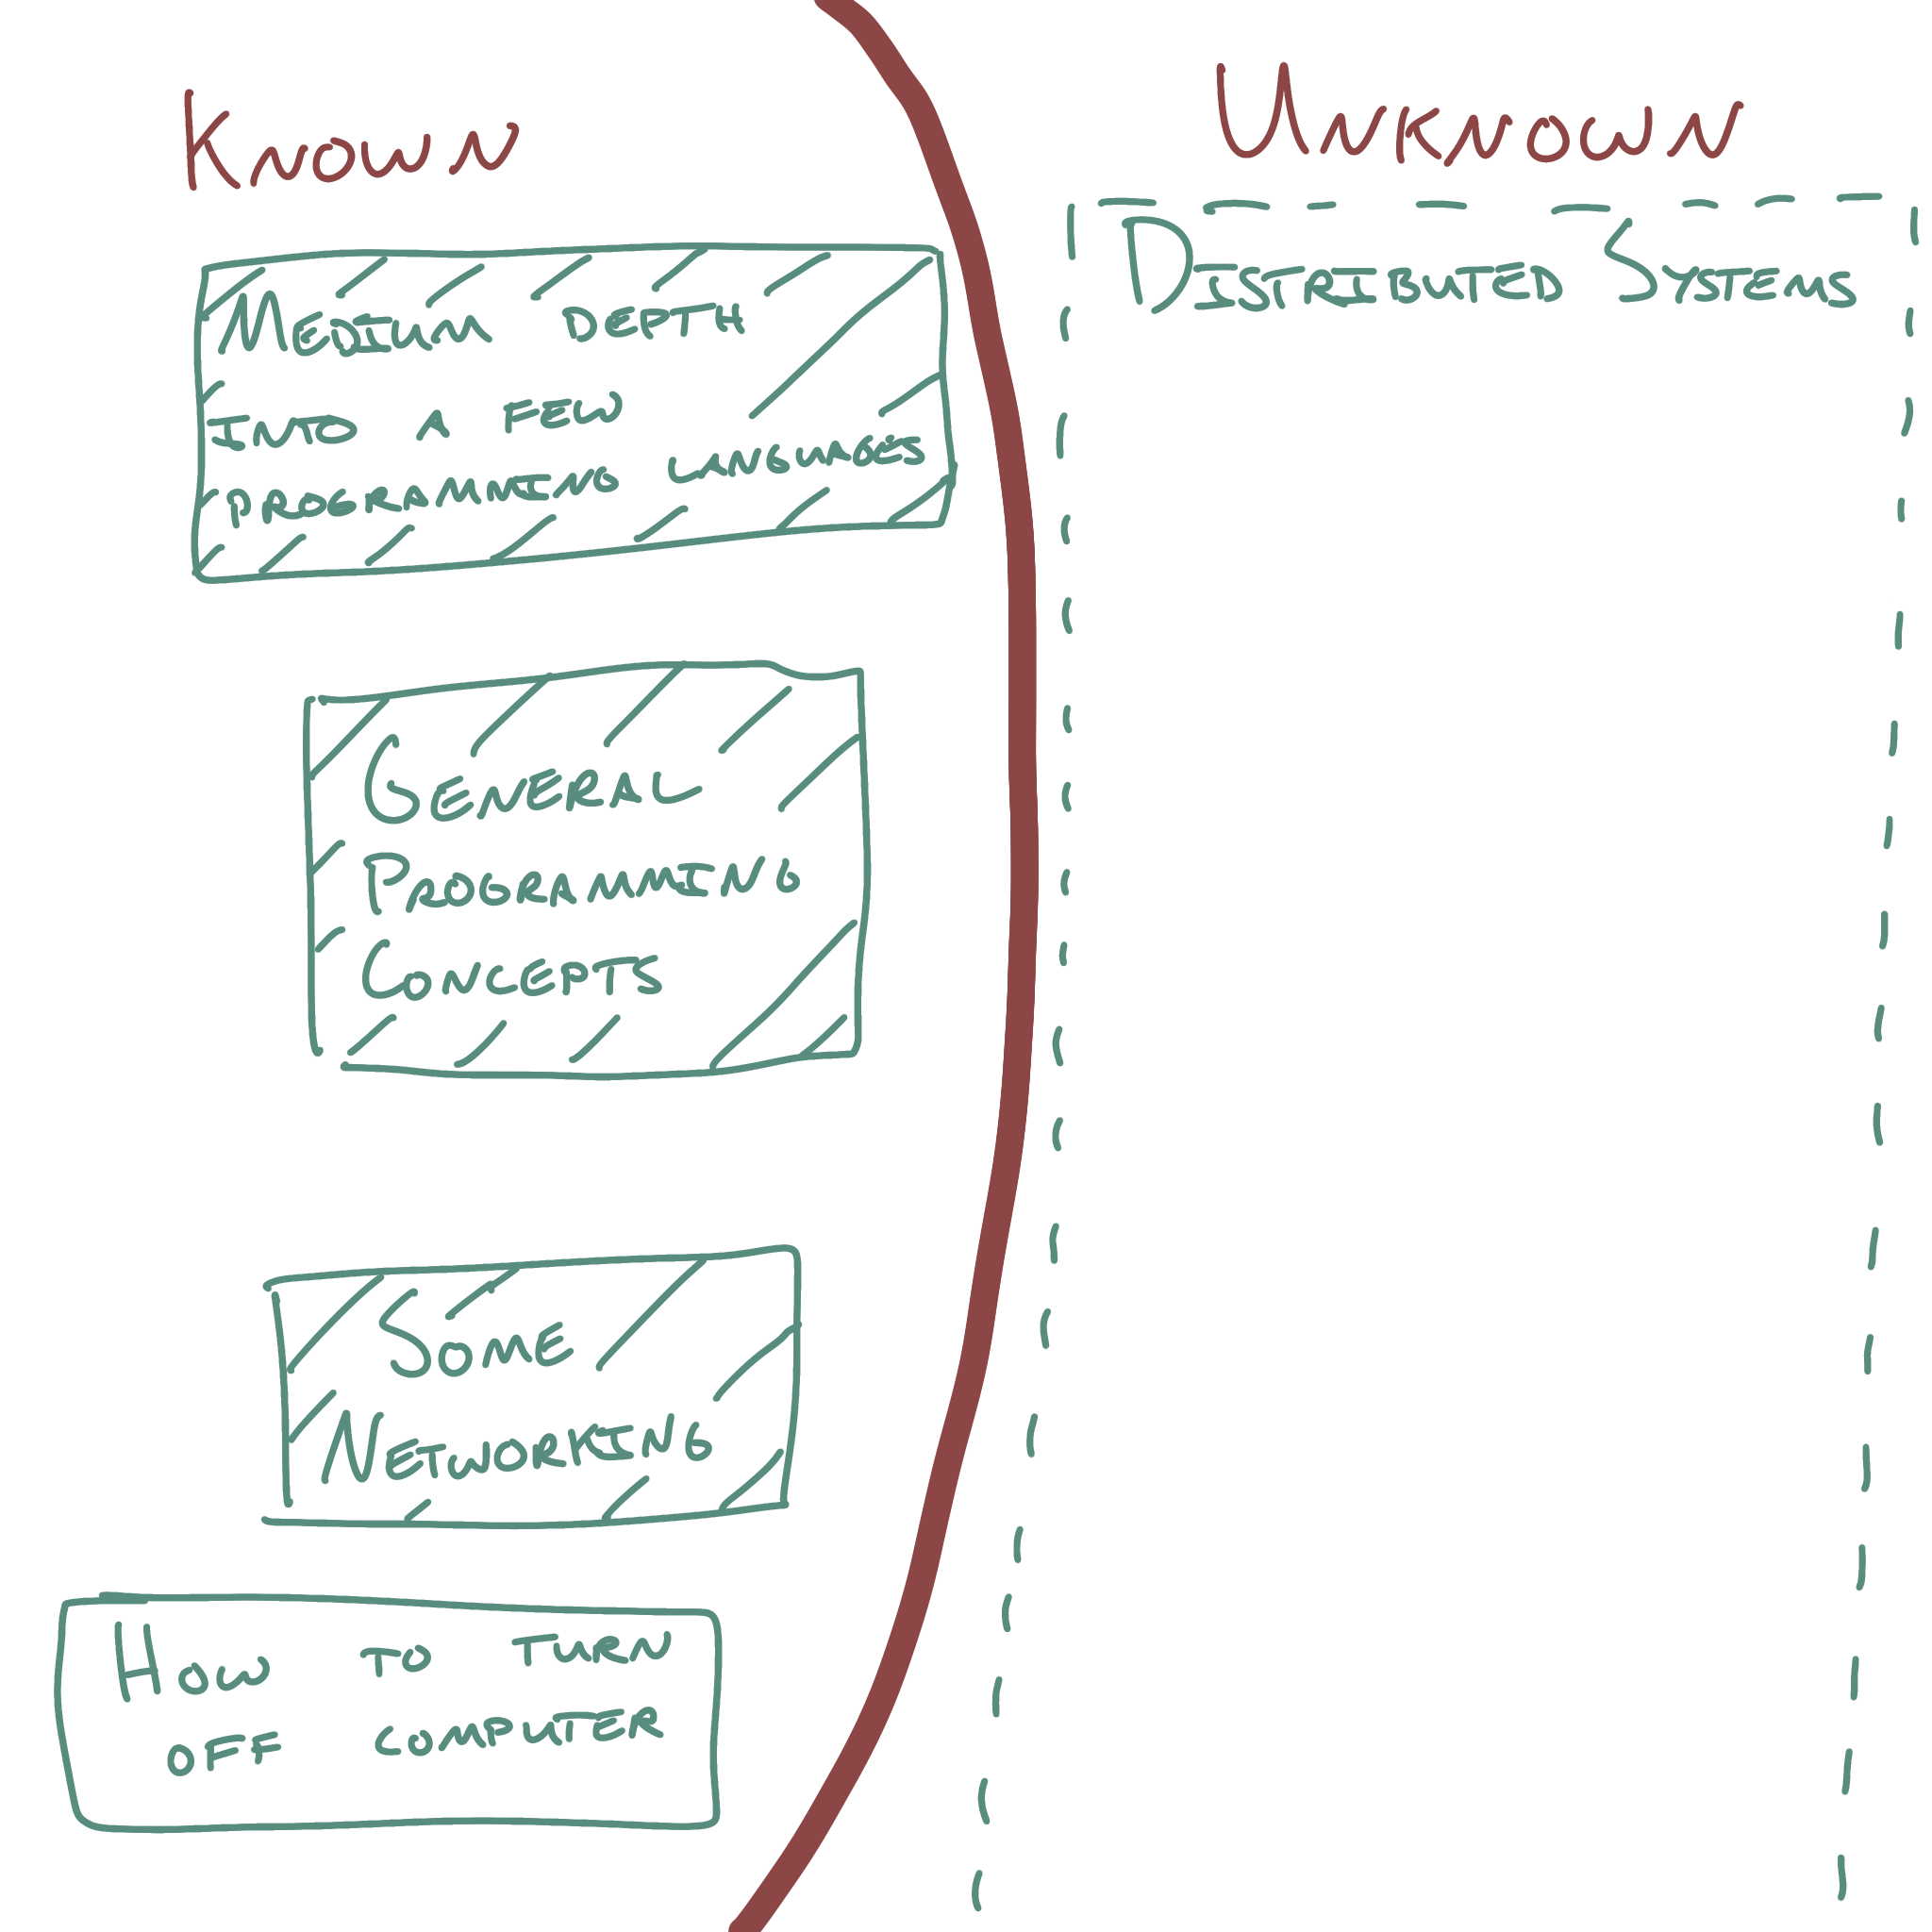 Known
Unknown
Distributed Systems
Medium Depth
into a few
programming languages
General
Programming
Concepts
Some
Networking
How to turn
off computer